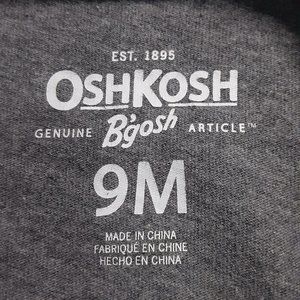 EST. 1895
OSHKOSH
GENUINE B'gosh ARTICLE™
9M
MADE IN CHINA
FABRIQUÉ EN CHINE
HECHO EN CHINA